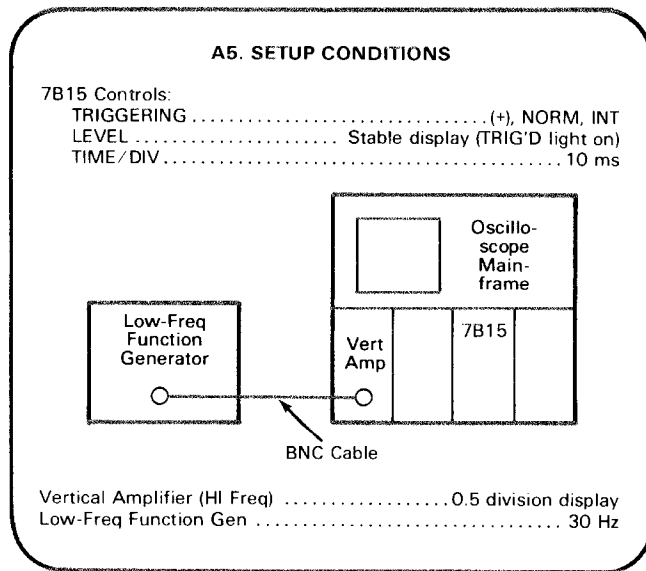 A5. SETUP CONDITIONS
7B15 Controls:
TRIGGERING ................................ (+), NORM, INT
LEVEL ...................... Stable display (TRIG'D light on)
TIME/DIV ........................................... 10 ms
Oscillo-
scope
Main-
frame
Low-Freq
Function
Generator
Vert
Amp
7B15
BNC Cable
Vertical Amplifier (HI Freq) ................. 0.5 division display
Low-Freq Function Gen ................................. 30 Hz